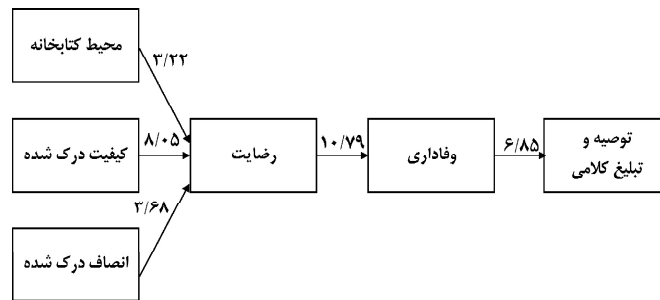 محیط کتابخانه
۳/۲۲
کیفیت درک شده
۸/۰۵
رضایت
۱۰/۷۹
وفاداری
۶/۸۵
توصیه و
تبلیغ کلامی
۳/۶۸
انصاف درک شده